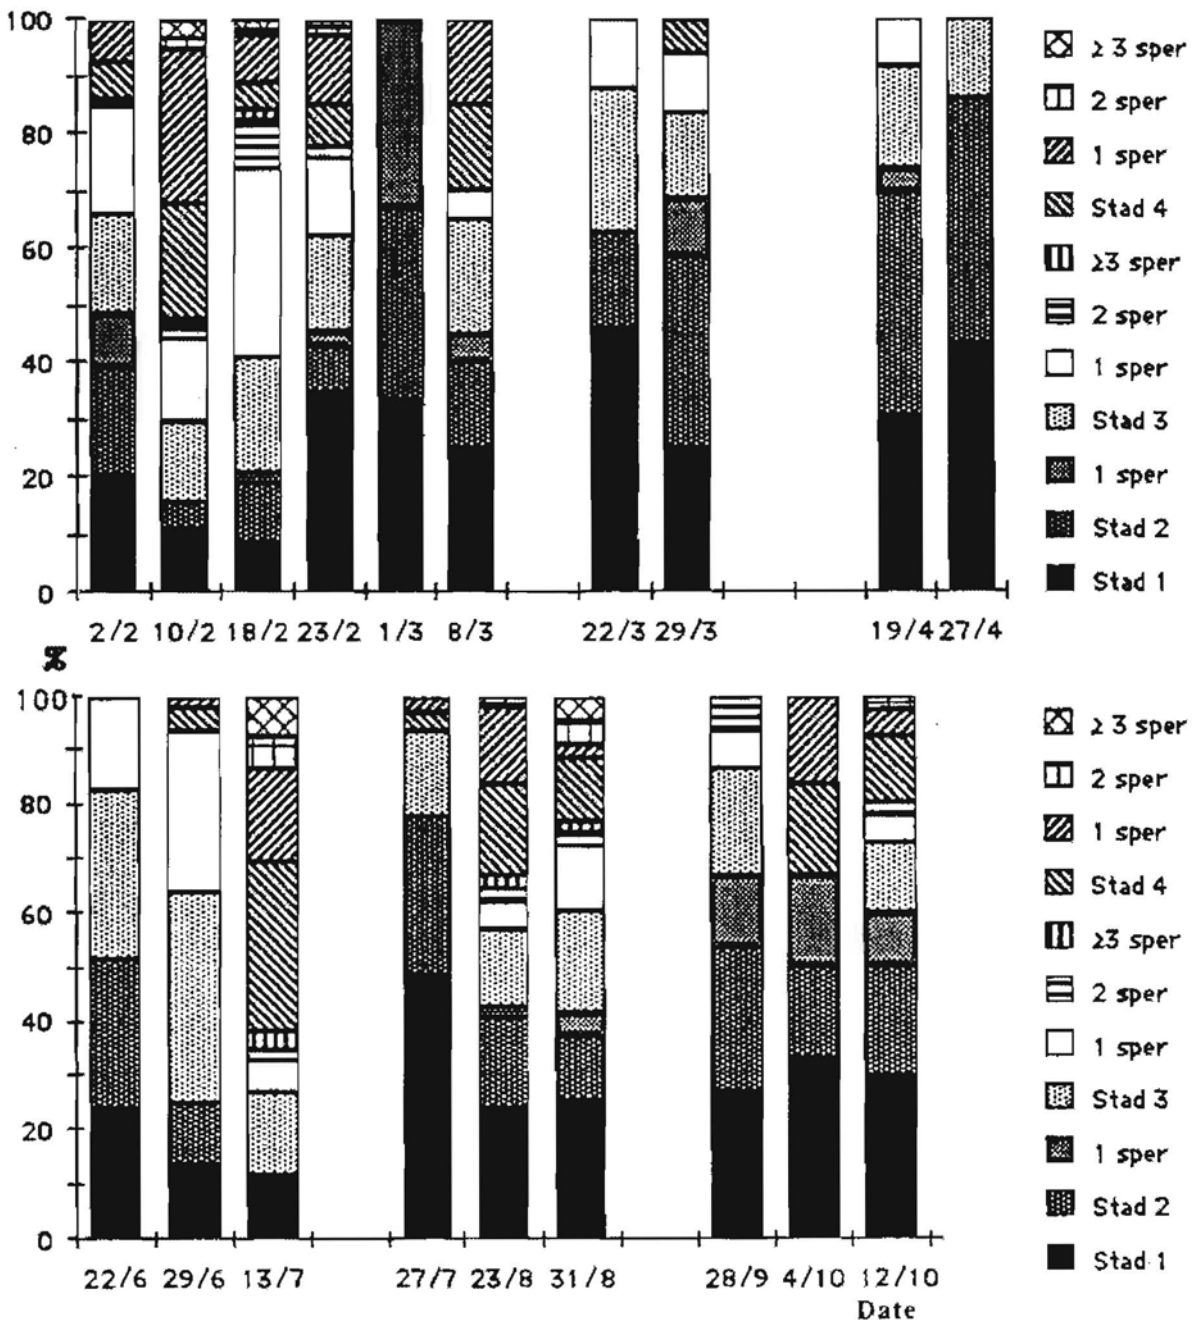 100
80
60
40
20
0
2/2 10/2 18/2 23/2 1/3 8/3 22/3 29/3 19/4 27/4
≥ 3 sper
2 sper
1 sper
Stad 4
≥3 sper
2 sper
1 sper
Stad 3
1 sper
Stad 2
Stad 1
%
100
80
60
40
20
0
22/6 29/6 13/7 27/7 23/8 31/8 28/9 4/10 12/10
Date
≥ 3 sper
2 sper
1 sper
Stad 4
≥3 sper
2 sper
1 sper
Stad 3
1 sper
Stad 2
Stad 1